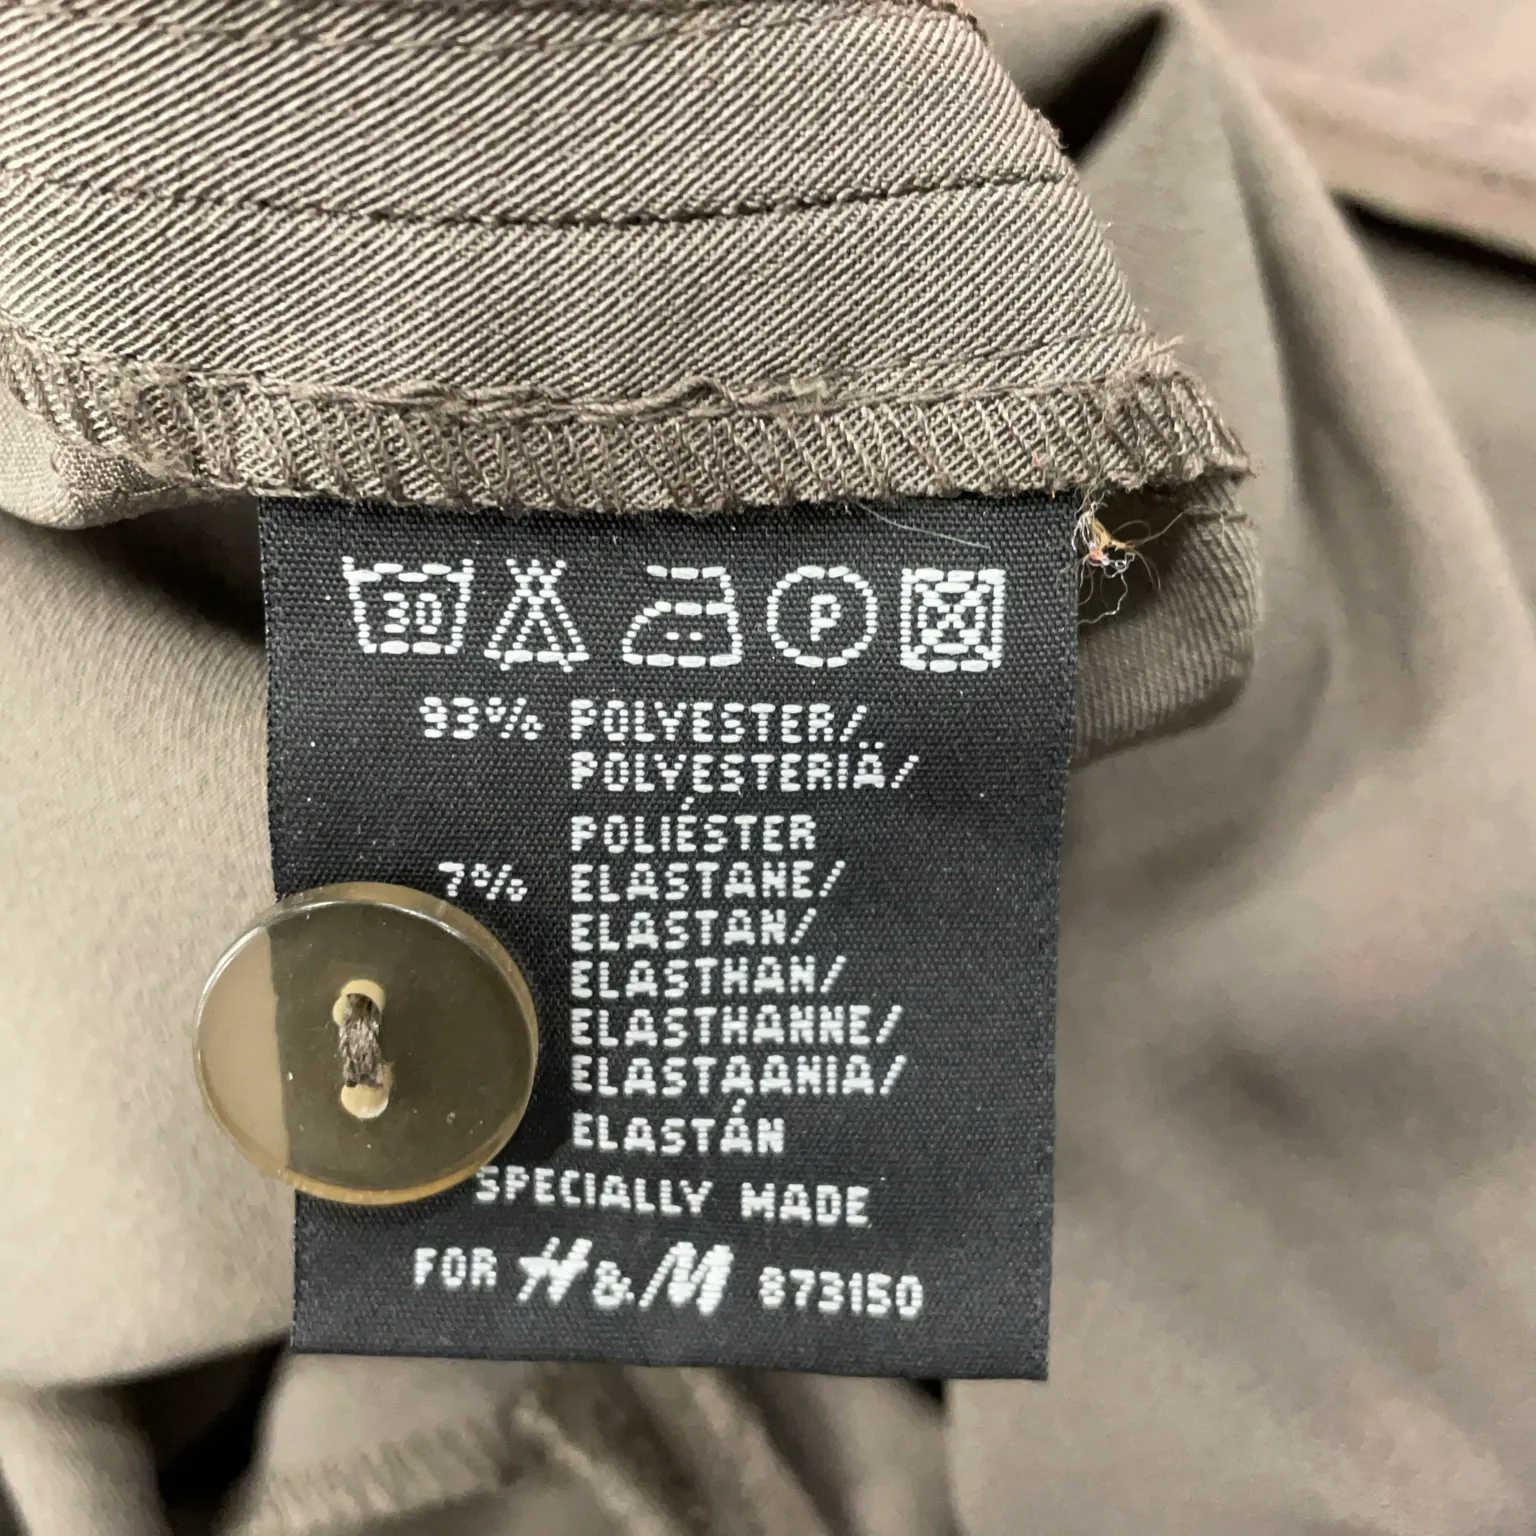 30 P
93% POLYESTER/
POLYESTERIÄ/
POLIÉSTER
7% ELASTANE/
ELASTAN/
ELASTHAN/
ELASTHANNE/
ELASTAANIA/
ELASTÁN
SPECIALLY MADE
FOR H&M 873150